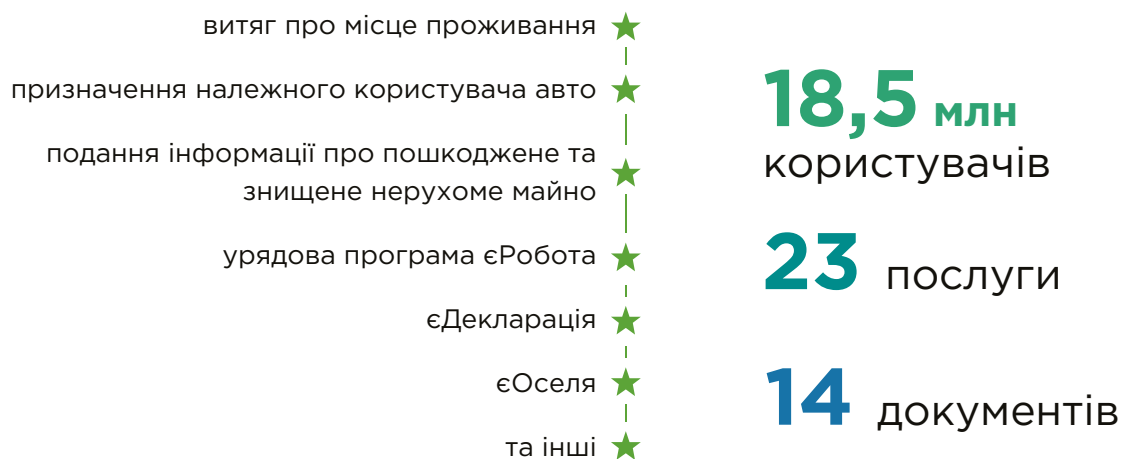 витяг про місце проживання
призначення належного користувача авто
подання інформації про пошкоджене та
знищене нерухоме майно
урядова програма єРобота
єДекларація
єОселя
та інші
18,5 млн
користувачів
23 послуги
14 документів